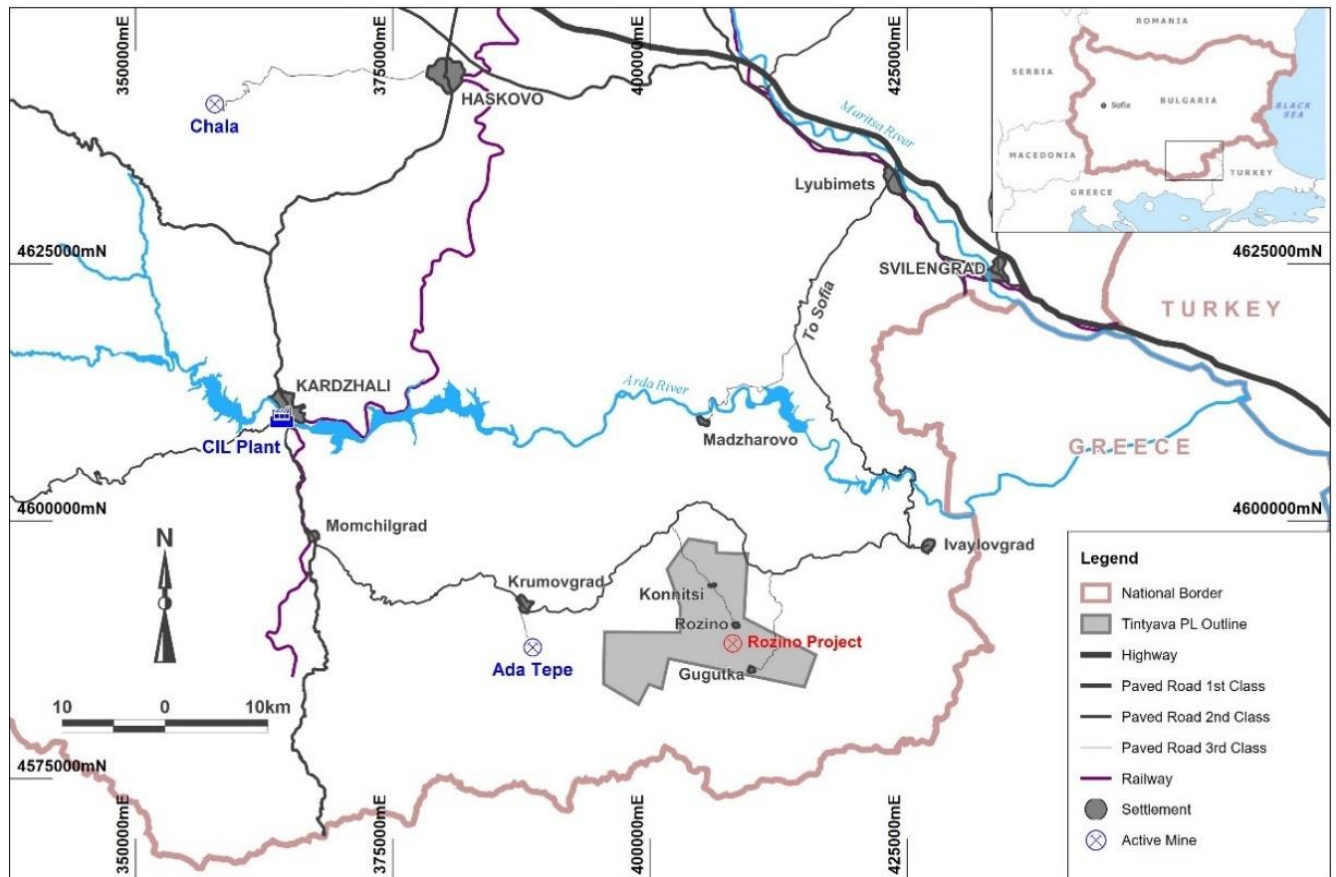 350000mE
375000mE
400000mE
425000mE
ROMANIA
SERBIA
Sofia
BULGARIA
BLACK
SEA
MACEDONIA
TURKEY
GREECE
HASKOVO
Chala
Maritsa River
Lyubimets
4625000mN
4625000mN
SVILENGRAD
TURKEY
To Sofia
KARDZHALI
Arda River
CIL Plant
Madzharovo
GREECE
4600000mN
4600000mN
Momchilgrad
Ivaylovgrad
N
Krumovgrad
Konnitsi
Rozino
Rozino Project
Ada Tepe
Gugutka
10 0 10km
4575000mN
350000mE
375000mE
400000mE
425000mE
Legend
National Border
Tintyava PL Outline
Highway
Paved Road 1st Class
Paved Road 2nd Class
Paved Road 3rd Class
Railway
Settlement
Active Mine